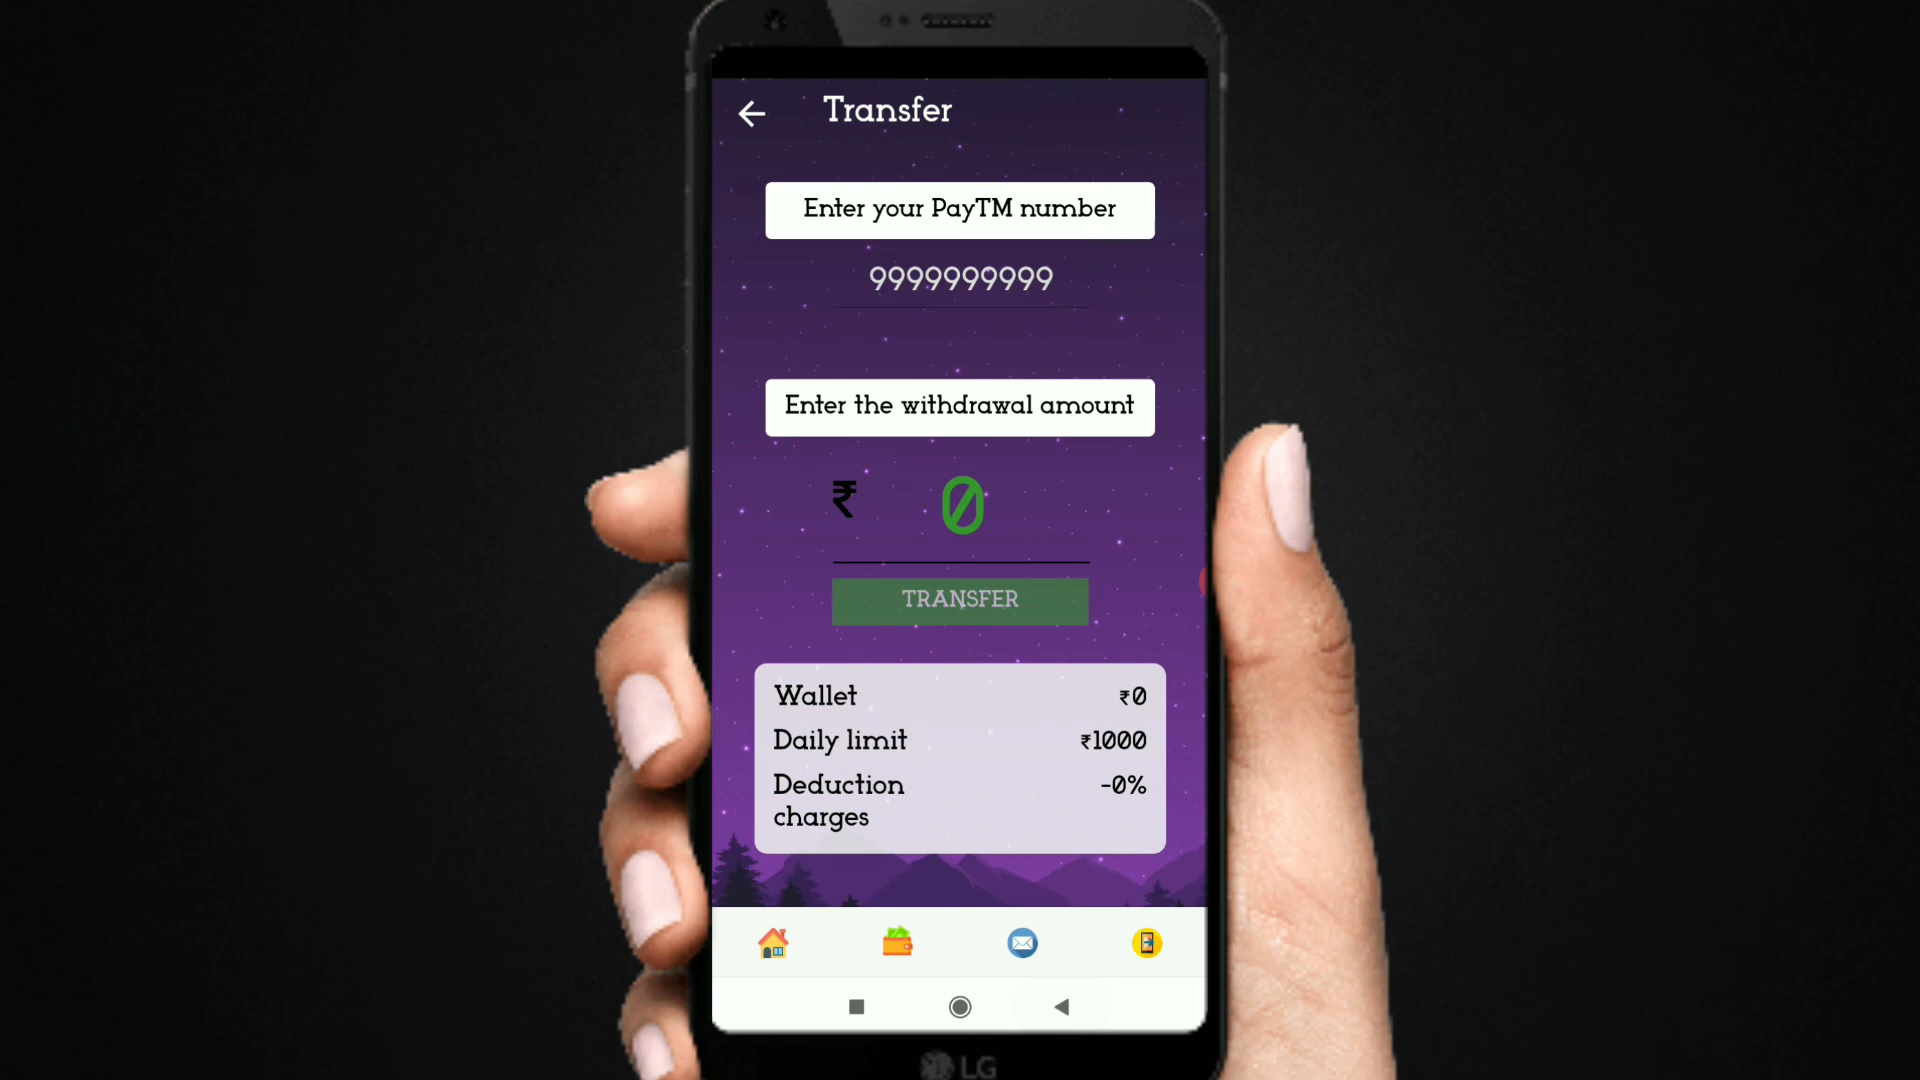 Transfer
Enter your PayTM number
9999999999
Enter the withdrawal amount
₹ 0
TRANSFER
Wallet ₹0
Daily limit ₹1000
Deduction charges -0%
LG